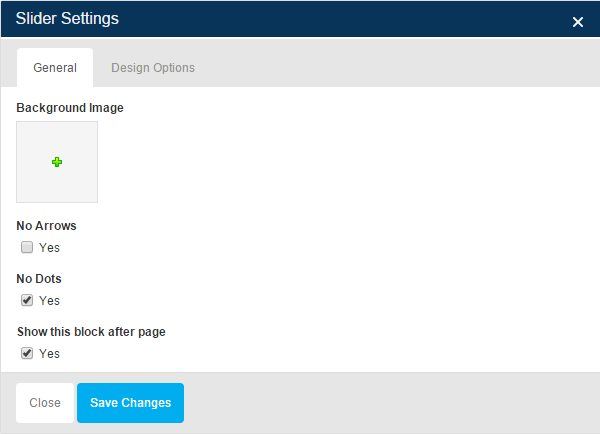 Slider Settings
General Design Options
Background Image
No Arrows
Yes
No Dots
Yes
Show this block after page
Yes
Close Save Changes